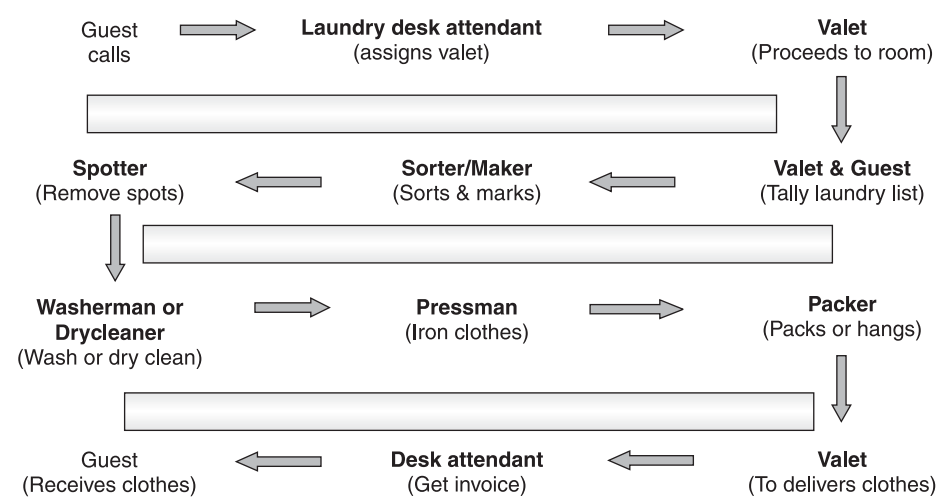 Guest
calls
Laundry desk attendant
(assigns valet)
Valet
(Proceeds to room)
Spotter
(Remove spots)
Sorter/Maker
(Sorts & marks)
Valet & Guest
(Tally laundry list)
Washerman or
Drycleaner
(Wash or dry clean)
Pressman
(Iron clothes)
Packer
(Packs or hangs)
Guest
(Receives clothes)
Desk attendant
(Get invoice)
Valet
(To delivers clothes)